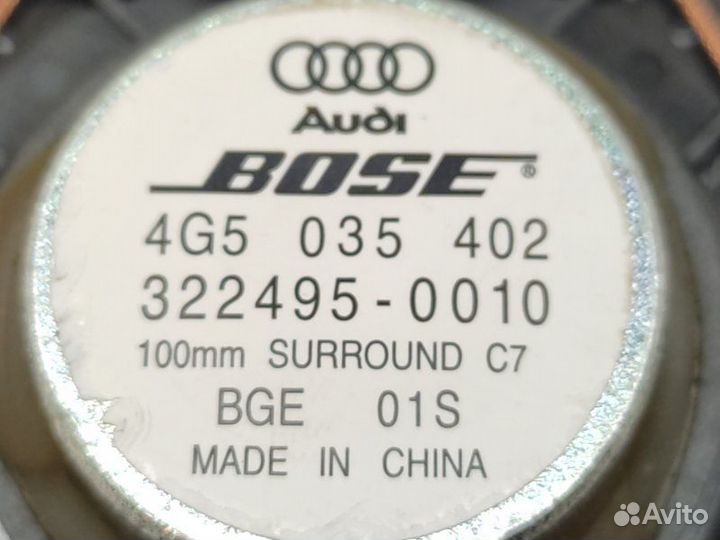 Audi
BOSE®
4G5 035 402
322495-0010
100mm SURROUND C7
BGE 01S
MADE IN CHINA
Avito